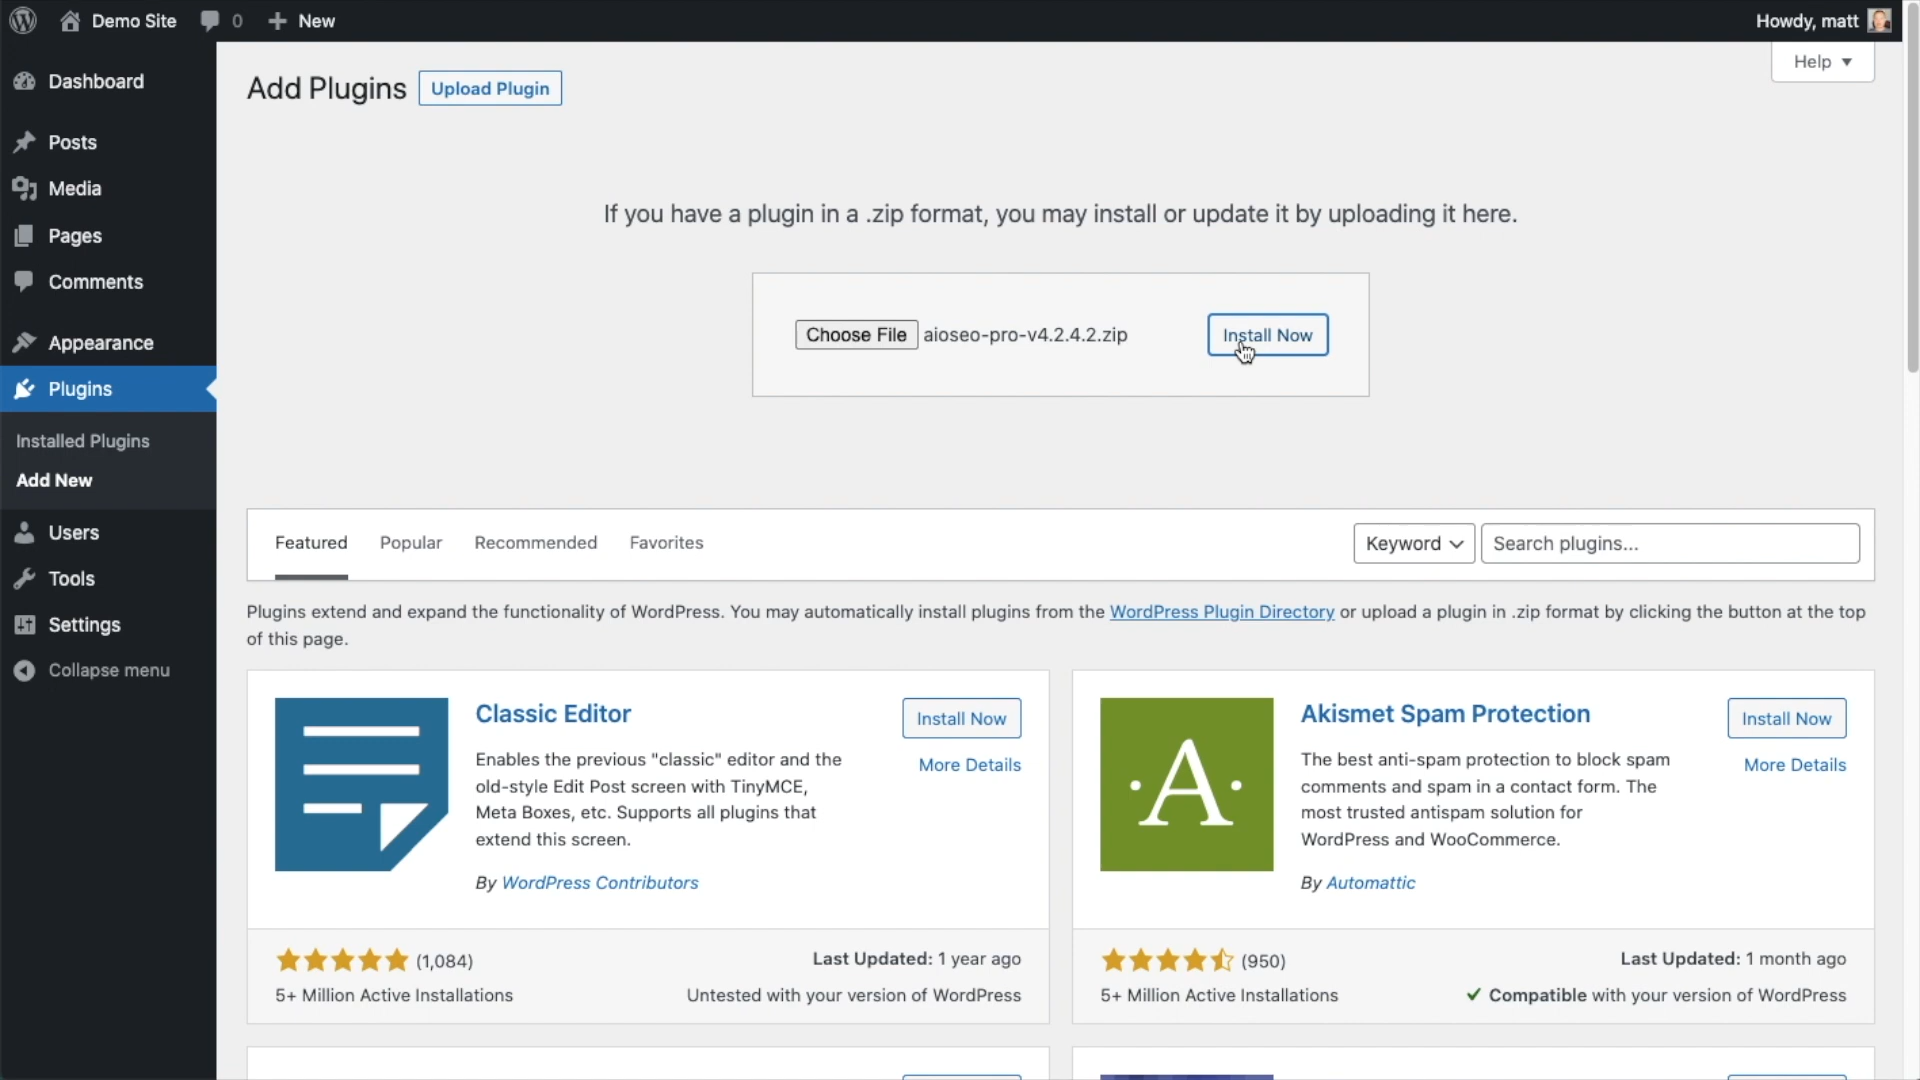 Demo Site
0
New
Howdy, matt
Dashboard
Posts
Media
Pages
Comments
Appearance
Plugins
Installed Plugins
Add New
Users
Tools
Settings
Collapse menu
Help
Add Plugins
Upload Plugin
If you have a plugin in a .zip format, you may install or update it by uploading it here.
Choose File aioseo-pro-v4.2.4.2.zip
Install Now
Featured Popular Recommended Favorites
Keyword
Search plugins...
Plugins extend and expand the functionality of WordPress. You may automatically install plugins from the WordPress Plugin Directory or upload a plugin in .zip format by clicking the button at the top
of this page.
Classic Editor
Install Now
More Details
Enables the previous "classic" editor and the
old-style Edit Post screen with TinyMCE,
Meta Boxes, etc. Supports all plugins that
extend this screen.
By WordPress Contributors
(1,084)
Last Updated: 1 year ago
5+ Million Active Installations
Untested with your version of WordPress
A
Akismet Spam Protection
Install Now
More Details
The best anti-spam protection to block spam
comments and spam in a contact form. The
most trusted antispam solution for
WordPress and WooCommerce.
By Automattic
(950)
Last Updated: 1 month ago
5+ Million Active Installations
Compatible with your version of WordPress